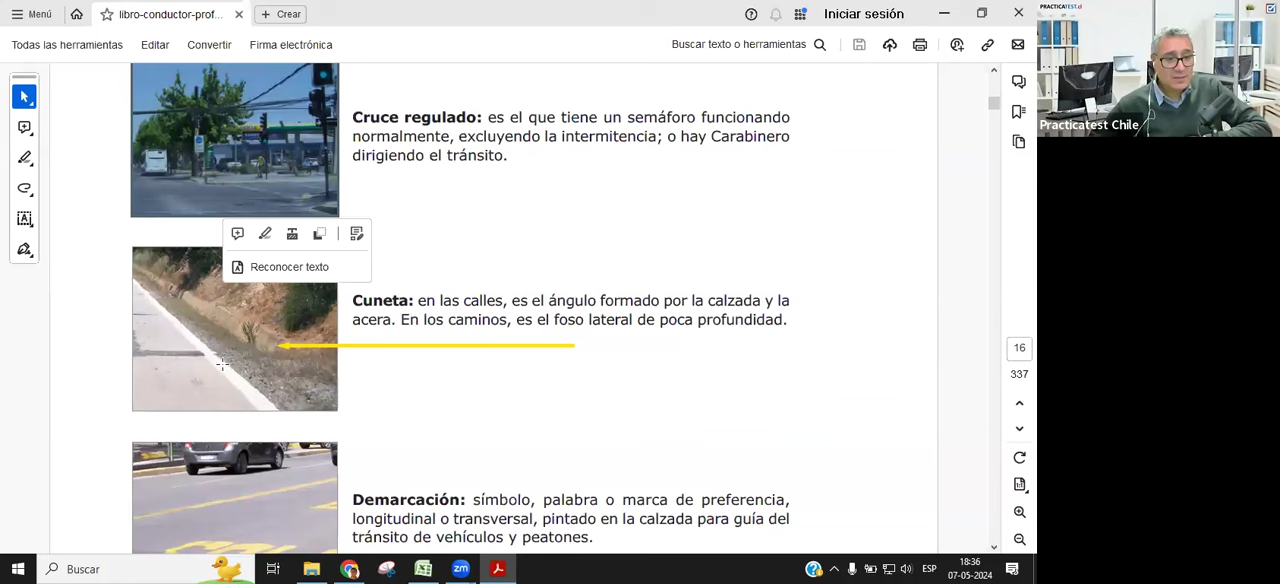 Menú
libro-conductor-prof...
Crear
Iniciar sesión
PRACTICATEST.cl
Todas las herramientas
Editar
Convertir
Firma electrónica
Buscar texto o herramientas
Cruce regulado: es el que tiene un semáforo funcionando
normalmente, excluyendo la intermitencia; o hay Carabinero
dirigiendo el tránsito.
Practicatest Chile
Reconocer texto
Cuneta: en las calles, es el ángulo formado por la calzada y la
acera. En los caminos, es el foso lateral de poca profundidad.
16
337
Demarcación: símbolo, palabra o marca de preferencia,
longitudinal o transversal, pintado en la calzada para guía del
tránsito de vehículos y peatones.
Buscar
zm
ESP
18:36
07-05-2024